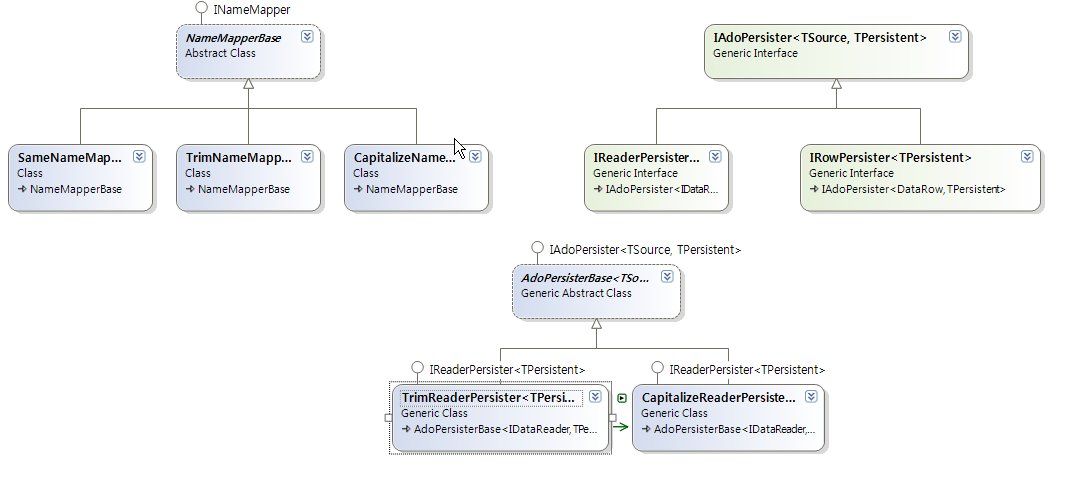 INameMapper
NameMapperBase
Abstract Class
IAdoPersister<TSource, TPersistent>
Generic Interface
SameNameMap...
Class
NameMapperBase
TrimNameMapp...
Class
NameMapperBase
CapitalizeName...
Class
NameMapperBase
IReaderPersister...
Generic Interface
IAdoPersister<IDataR...
IRowPersister<TPersistent>
Generic Interface
IAdoPersister<DataRow, TPersistent>
IAdoPersister<TSource, TPersistent>
AdoPersisterBase<TSo...
Generic Abstract Class
IReaderPersister<TPersistent>
TrimReaderPersister<TPersi...
Generic Class
AdoPersisterBase<IDataReader, TPe...
IReaderPersister<TPersistent>
CapitalizeReaderPersiste...
Generic Class
AdoPersisterBase<IDataReader,...